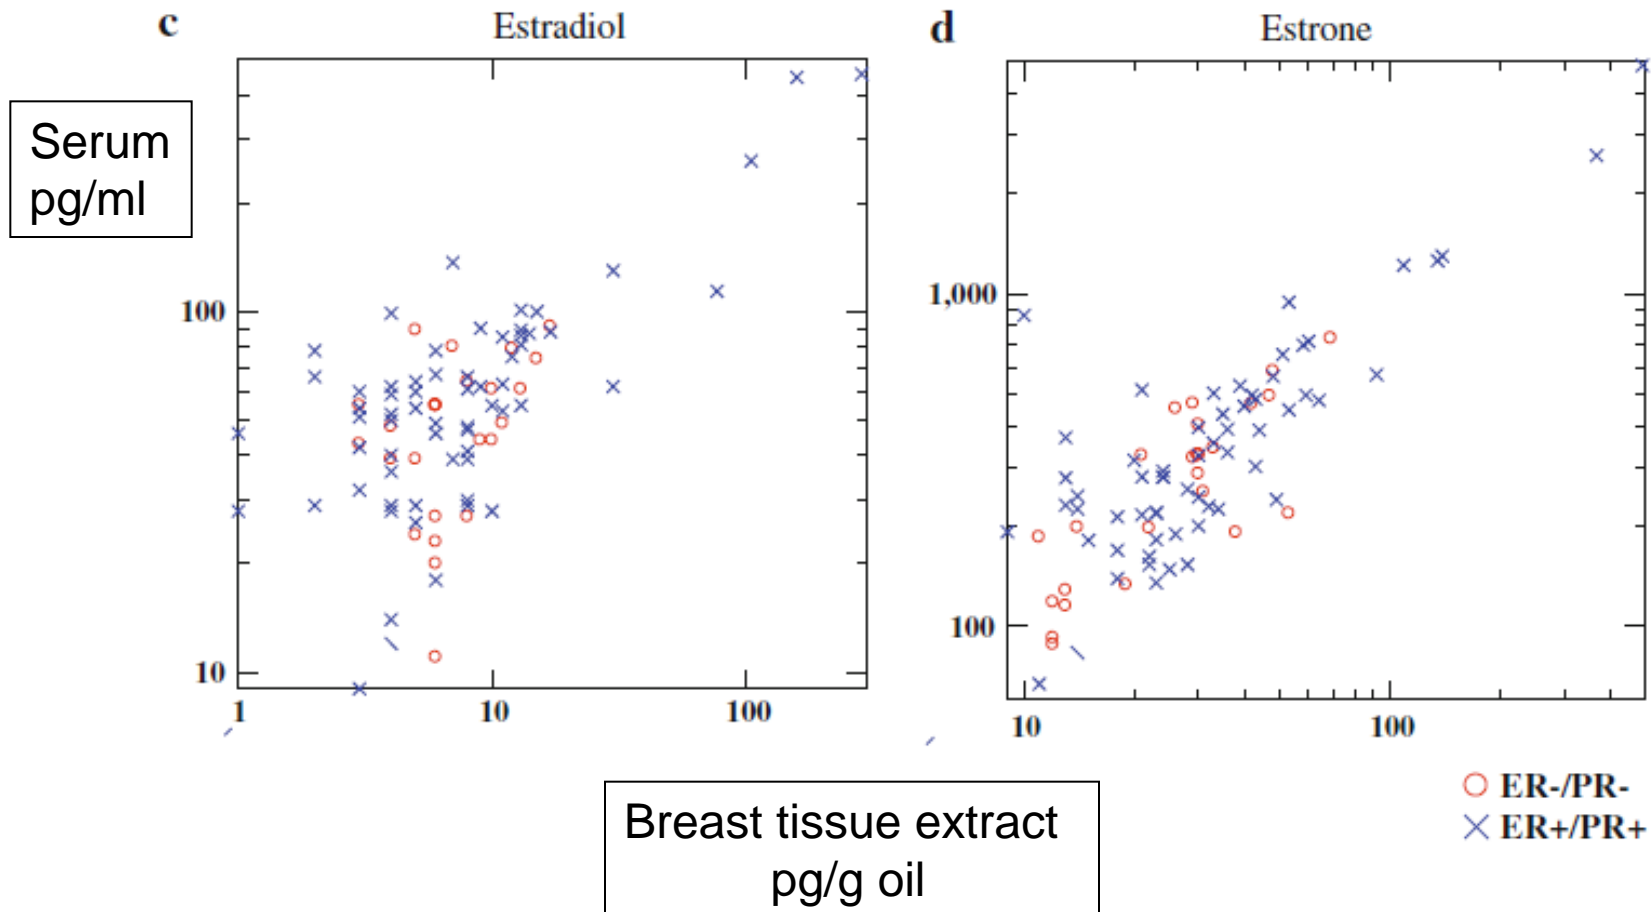 c
Estradiol
d
Estrone
Serum
pg/ml
100
10
1
10
100
1,000
100
10
100
Breast tissue extract
pg/g oil
ER-/PR-
ER+/PR+